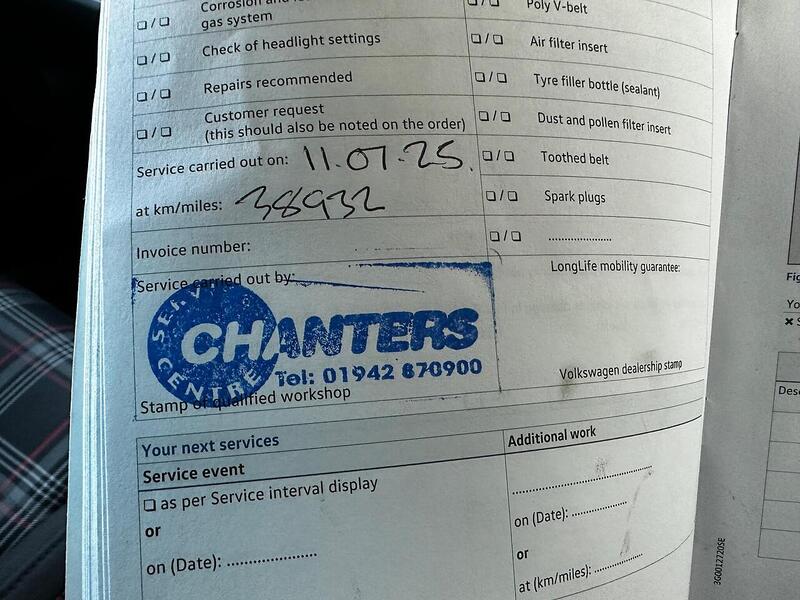 Corrosion and
gas system
❑ / ❑
Check of headlight settings
❑ / ❑
Repairs recommended
❑ / ❑
Customer request
(this should also be noted on the order)
❑ / ❑
Service carried out on: 11.07.25.
at km/miles: 38932
Invoice number:
Service carried out by:
SERVICE
CHANTERS
CENTRE
Tel: 01942 870900
Stamp of qualified workshop
❑ / ❑ Poly V-belt
❑ / ❑ Air filter insert
❑ / ❑ Tyre filler bottle (sealant)
❑ / ❑ Dust and pollen filter insert
❑ / ❑ Toothed belt
❑ / ❑ Spark plugs
❑ / ❑ .....................
LongLife mobility guarantee:
Volkswagen dealership stamp
Your next services
Service event
❑ as per Service interval display
or
on (Date): .....................
Additional work
.....................
on (Date): ...............
or
at (km/miles): ...............
3G0012720SE
Fig
Yo
Desc